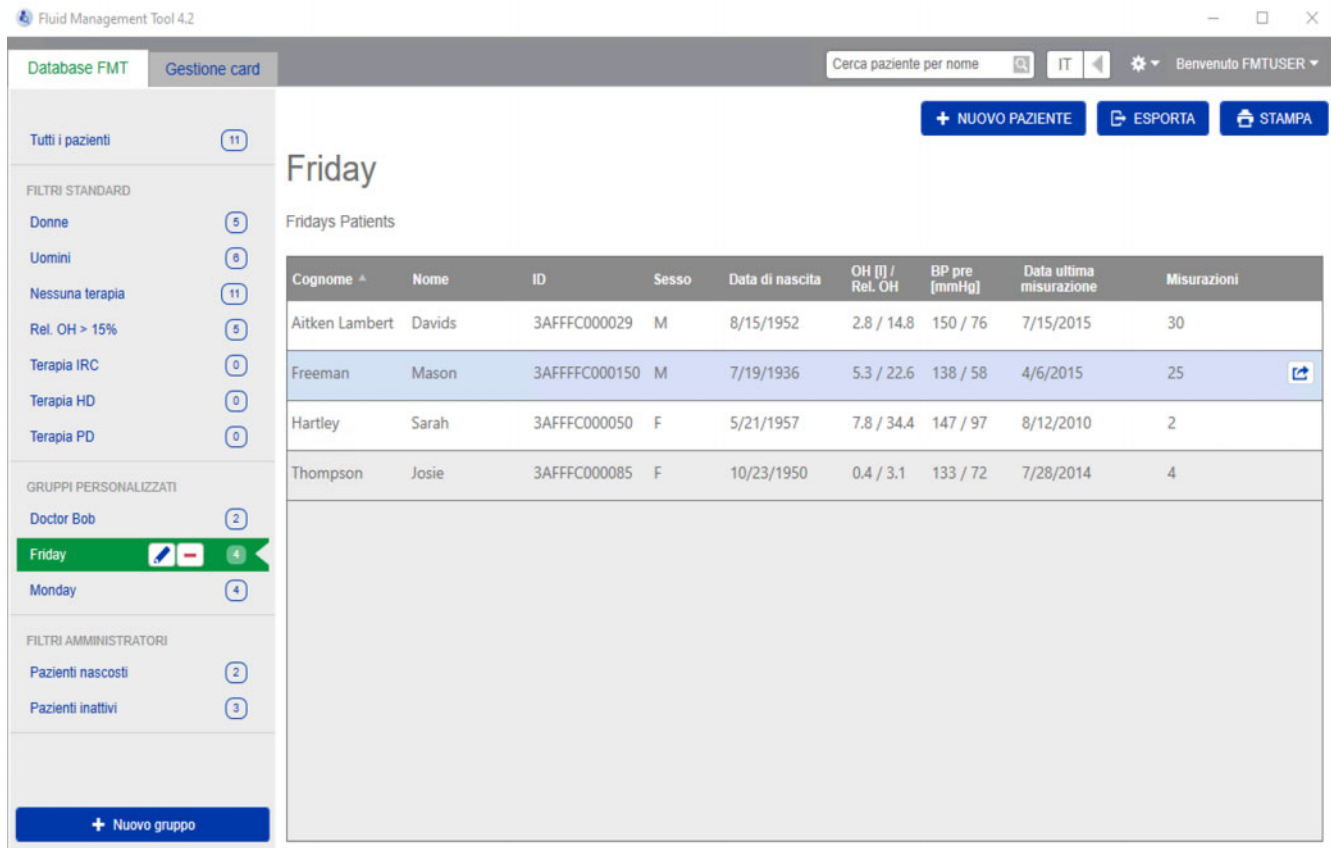 Fluid Management Tool 4.2
Database FMT Gestione card Cerca paziente per nome IT Benvenuto FMTUSER
+ NUOVO PAZIENTE ESPORTA STAMPA
Tutti i pazienti 11
FILTRI STANDARD
Donne 5
Uomini 6
Nessuna terapia 11
Rel. OH > 15% 5
Terapia IRC 0
Terapia HD 0
Terapia PD 0
GRUPPI PERSONALIZZATI
Doctor Bob 2
Friday 4
Monday 4
FILTRI AMMINISTRATORI
Pazienti nascosti 2
Pazienti inattivi 3
+ Nuovo gruppo
Friday
Fridays Patients
Cognome Nome ID Sesso Data di nascita OH [l] / Rel. OH BP pre [mmHg] Data ultima misurazione Misurazioni
Aitken Lambert Davids 3AFFFC000029 M 8/15/1952 2.8 / 14.8 150 / 76 7/15/2015 30
Freeman Mason 3AFFFFC000150 M 7/19/1936 5.3 / 22.6 138 / 58 4/6/2015 25
Hartley Sarah 3AFFFC000050 F 5/21/1957 7.8 / 34.4 147 / 97 8/12/2010 2
Thompson Josie 3AFFFC000085 F 10/23/1950 0.4 / 3.1 133 / 72 7/28/2014 4